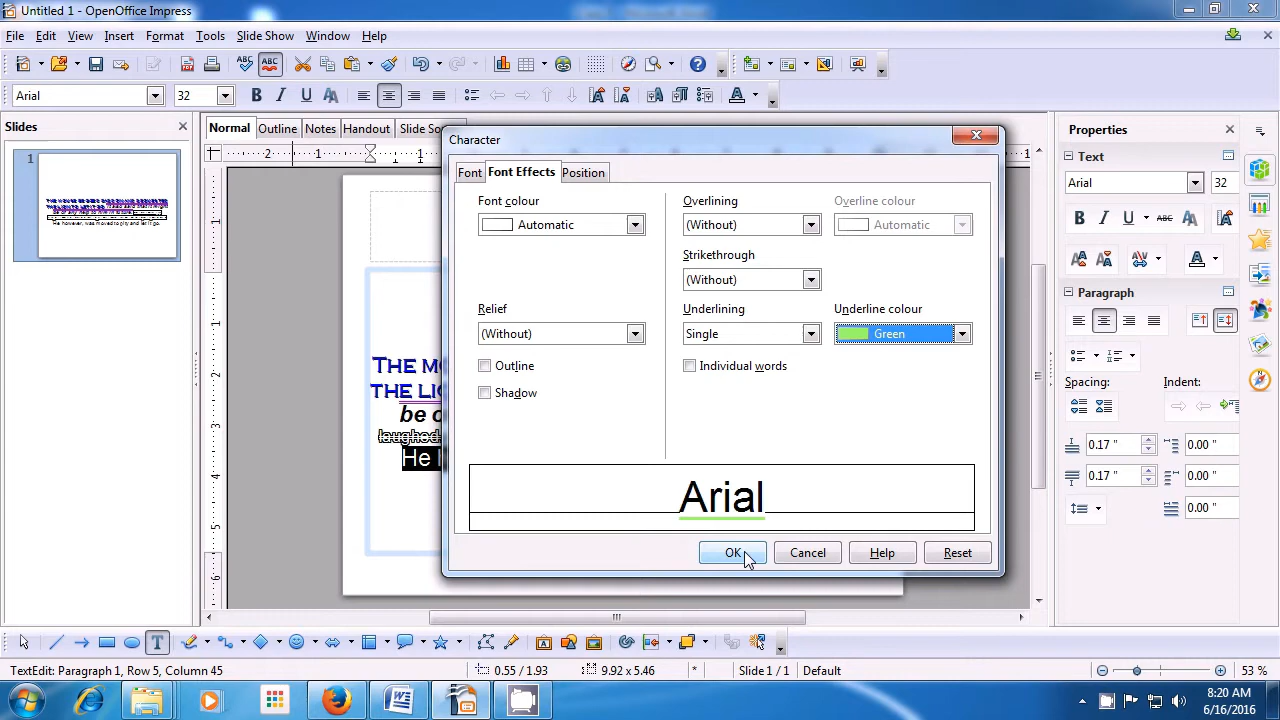 Untitled 1 - OpenOffice Impress
File Edit View Insert Format Tools Slide Show Window Help
Arial 32
Slides
Normal Outline Notes Handout Slide So
1
THE MO
THE LIG
be o
laughed
He l
Character
Font Font Effects Position
Font colour
Automatic
Relief
(Without)
Outline
Shadow
Overlining
(Without)
Overline colour
Automatic
Strikethrough
(Without)
Underlining
Single
Underline colour
Green
Individual words
Arial
OK Cancel Help Reset
Properties
Text
Arial 32
Paragraph
Spacing: Indent:
0.17 " 0.00 "
0.17 " 0.00 "
0.00 "
TextEdit: Paragraph 1, Row 5, Column 45 0.55 / 1.93 9.92 x 5.46 * Slide 1 / 1 Default 53 %
8:20 AM
6/16/2016